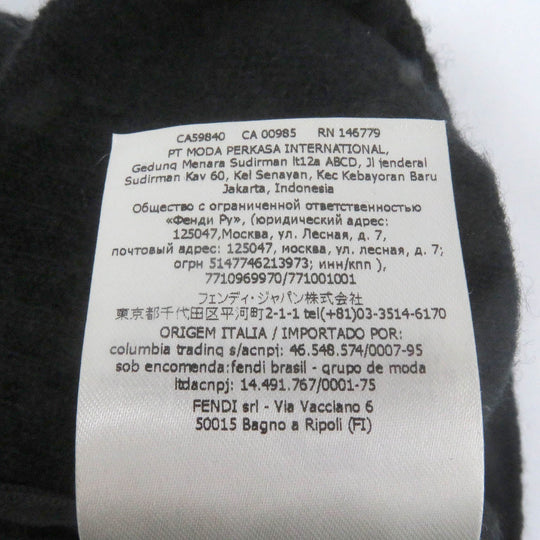 CA59840 CA 00985 RN 146779
PT MODA PERKASA INTERNATIONAL,
Gedung Menara Sudirman lt12a ABCD, Jl jenderal
Sudirman Kav 60, Kel Senayan, Kec Kebayoran Baru
Jakarta, Indonesia
Общество с ограниченной ответственностью
«Фенди Ру», (юридический адрес:
125047,Москва, ул. Лесная, д. 7,
почтовый адрес: 125047, москва, ул. лесная, д. 7;
огрн 5147746213973; инн/кпп ),
7710969970/771001001
フェンディ・ジャパン株式会社
東京都千代田区平河町2-1-1 tel(+81)03-3514-6170
ORIGEM ITALIA / IMPORTADO POR:
columbia trading s/acnpj: 46.548.574/0007-95
sob encomenda:fendi brasil - grupo de moda
ltdacnpj: 14.491.767/0001-75
FENDI srl - Via Vacciano 6
50015 Bagno a Ripoli (FI)